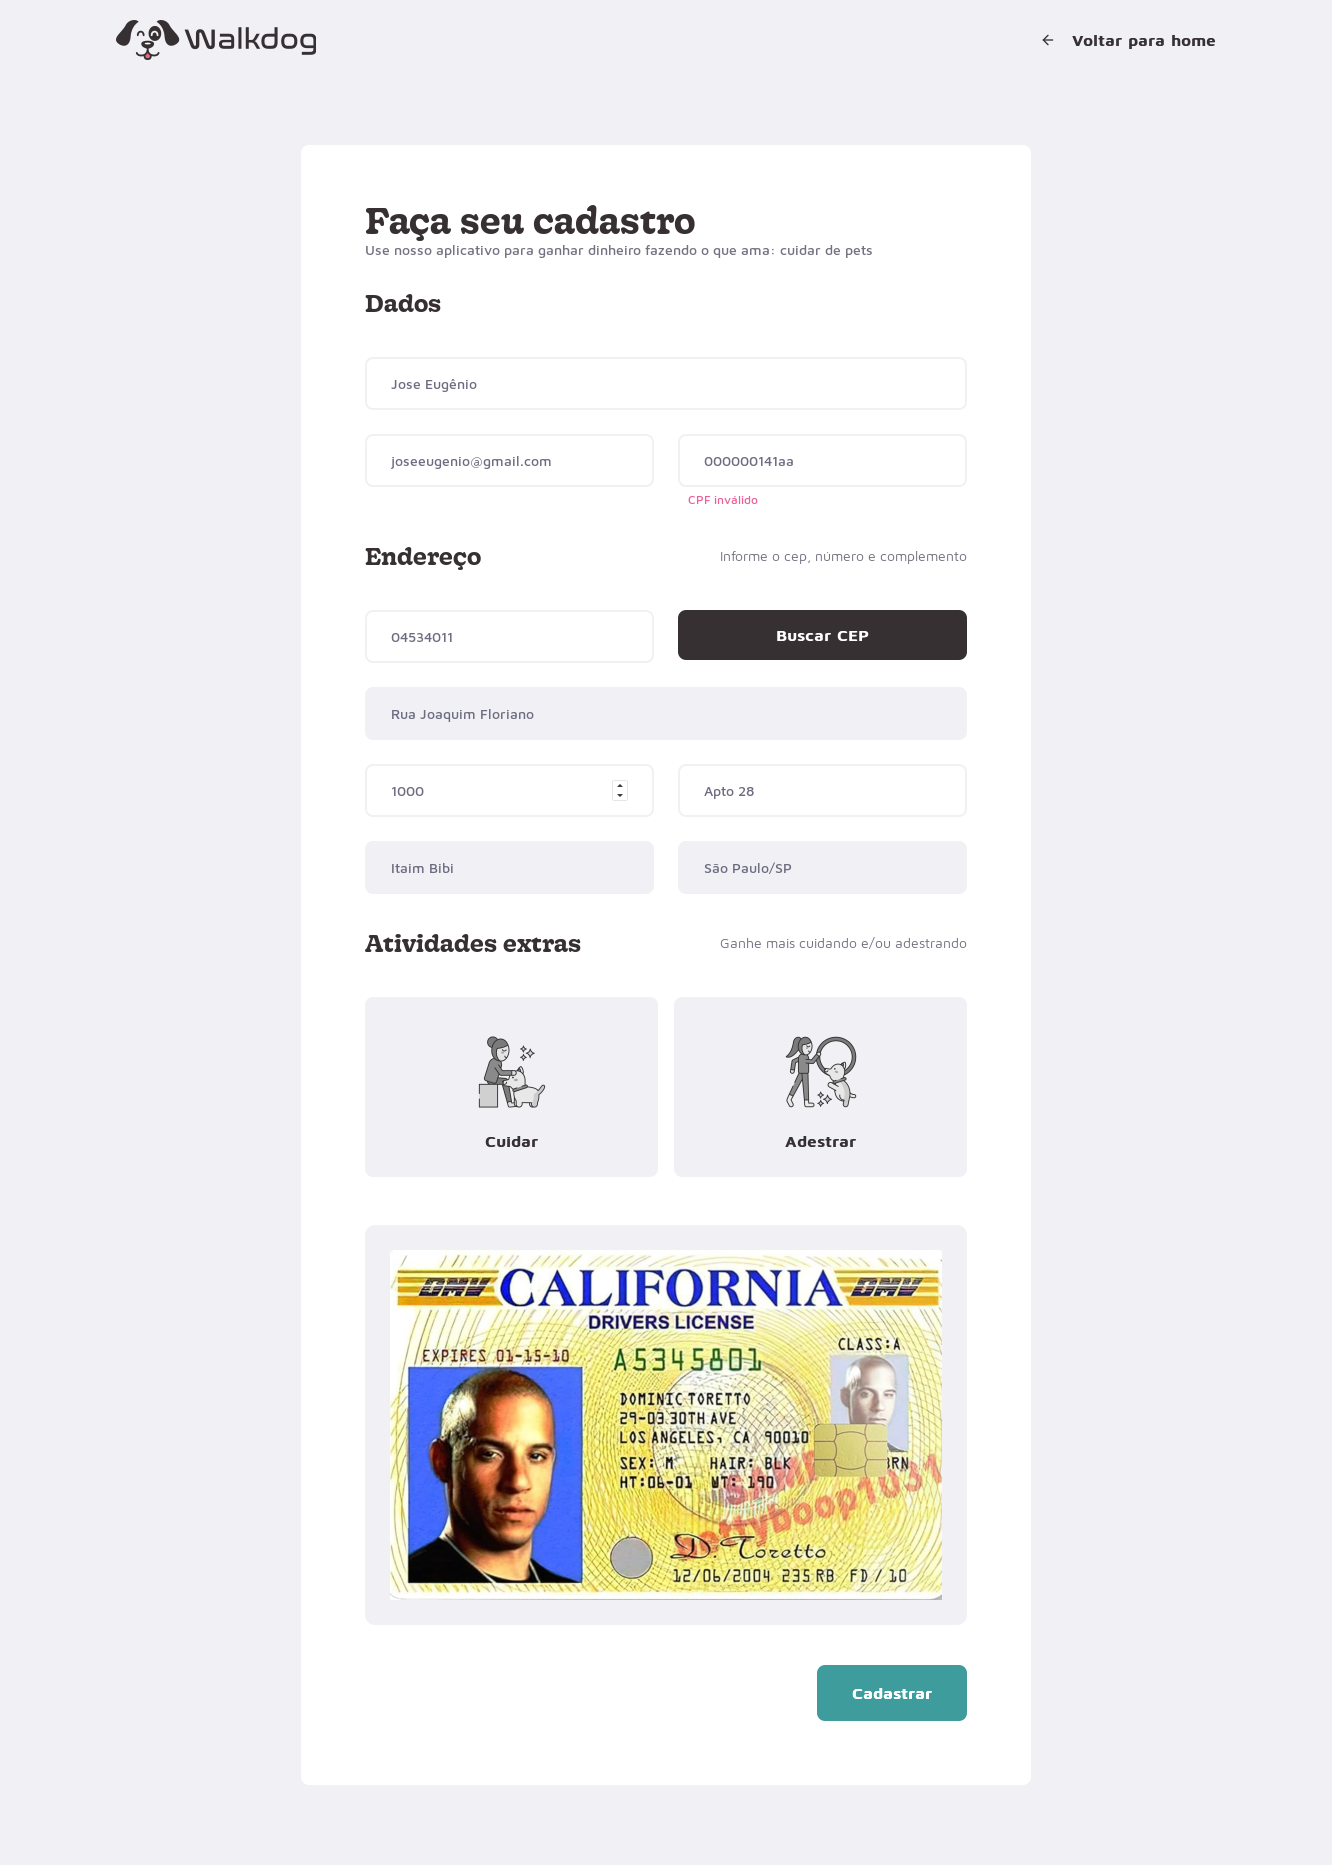 Walkdog
Voltar para home
Faça seu cadastro
Use nosso aplicativo para ganhar dinheiro fazendo o que ama: cuidar de pets
Dados
Jose Eugênio
joseeugenio@gmail.com
000000141aa
CPF inválido
Endereço
Informe o cep, número e complemento
04534011
Buscar CEP
Rua Joaquim Floriano
1000
Apto 28
Itaim Bibi
São Paulo/SP
Atividades extras
Ganhe mais cuidando e/ou adestrando
Cuidar
Adestrar
DMV CALIFORNIA DMV
DRIVERS LICENSE
CLASS:A
EXPIRES 01-15-10
A5345801
DOMINIC TORETTO
29-03.30TH AVE
LOS ANGELES, CA 90010
SEX: M HAIR: BLK BRN
HT:06-01 WT: 190
D. Toretto
12/06/2004 235 RB FD / 10
Cadastrar